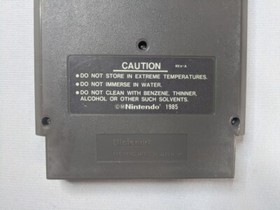 CAUTION REV-A
•DO NOT STORE IN EXTREME TEMPERATURES.
•DO NOT IMMERSE IN WATER.
•DO NOT CLEAN WITH BENZENE, THINNER,
ALCOHOL OR OTHER SUCH SOLVENTS.
©®Nintendo® 1985